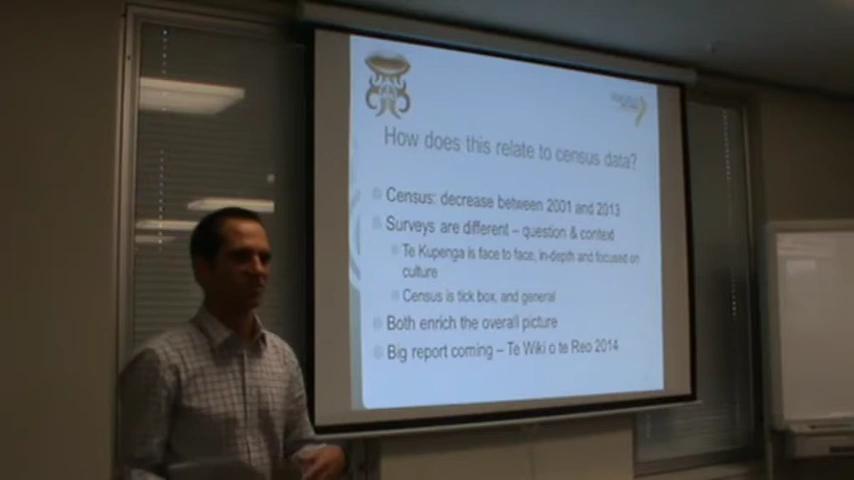 How does this relate to census data?
Census: decrease between 2001 and 2013
Surveys are different – question & context
Te Kupenga is face to face, in-depth and focused on
culture
Census is tick box, and general
Both enrich the overall picture
Big report coming – Te Wiki o te Reo 2014